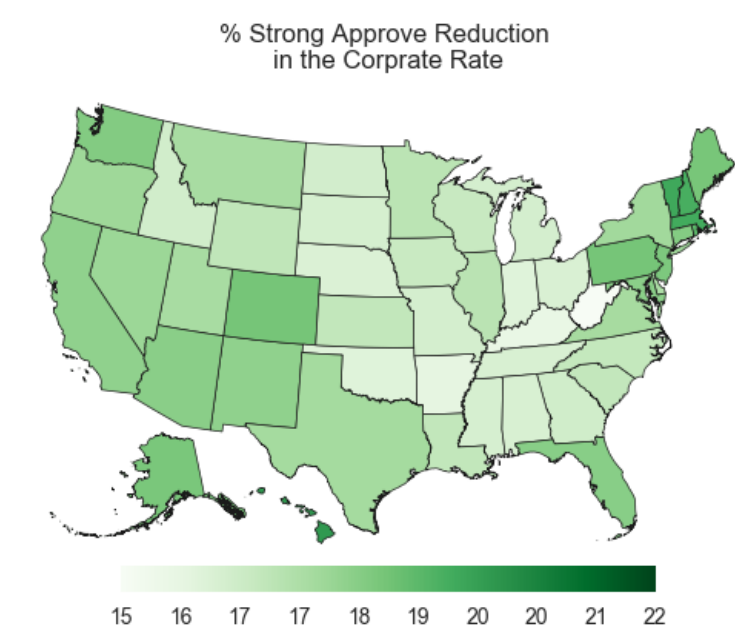 % Strong Approve Reduction
in the Corprate Rate
15 16 17 17 18 19 20 20 21 22